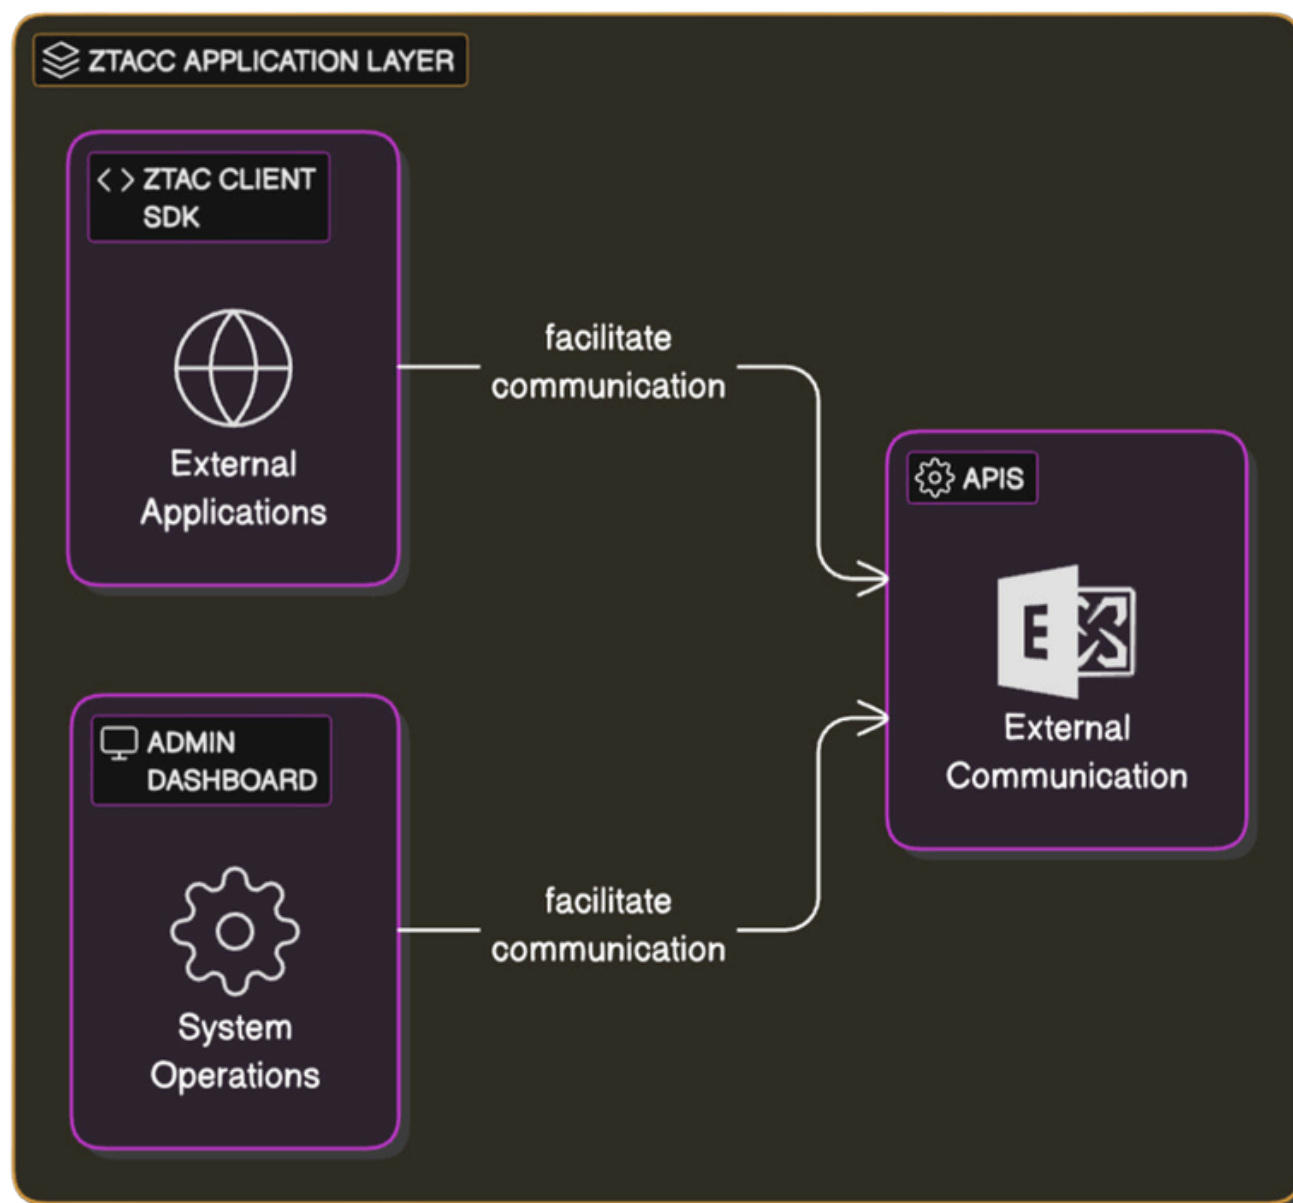 ZTACC APPLICATION LAYER
ZTAC CLIENT
SDK
External
Applications
facilitate
communication
APIS
E
External
Communication
ADMIN
DASHBOARD
System
Operations
facilitate
communication